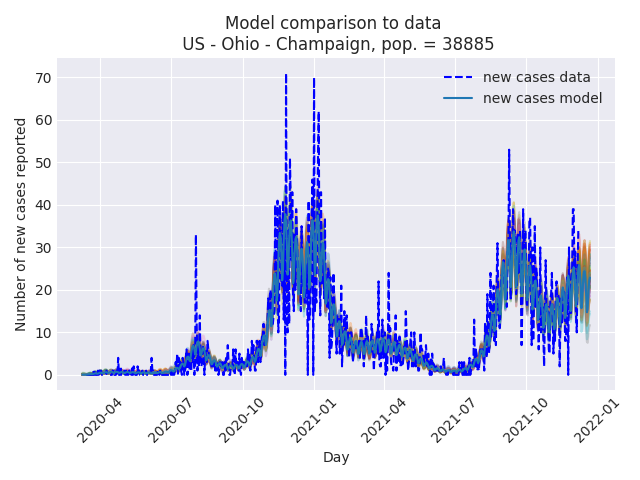 Model comparison to data
US - Ohio - Champaign, pop. = 38885
new cases data
new cases model
Number of new cases reported
70
60
50
40
30
20
10
0
2020-04
2020-07
2020-10
2021-01
2021-04
2021-07
2021-10
2022-01
Day